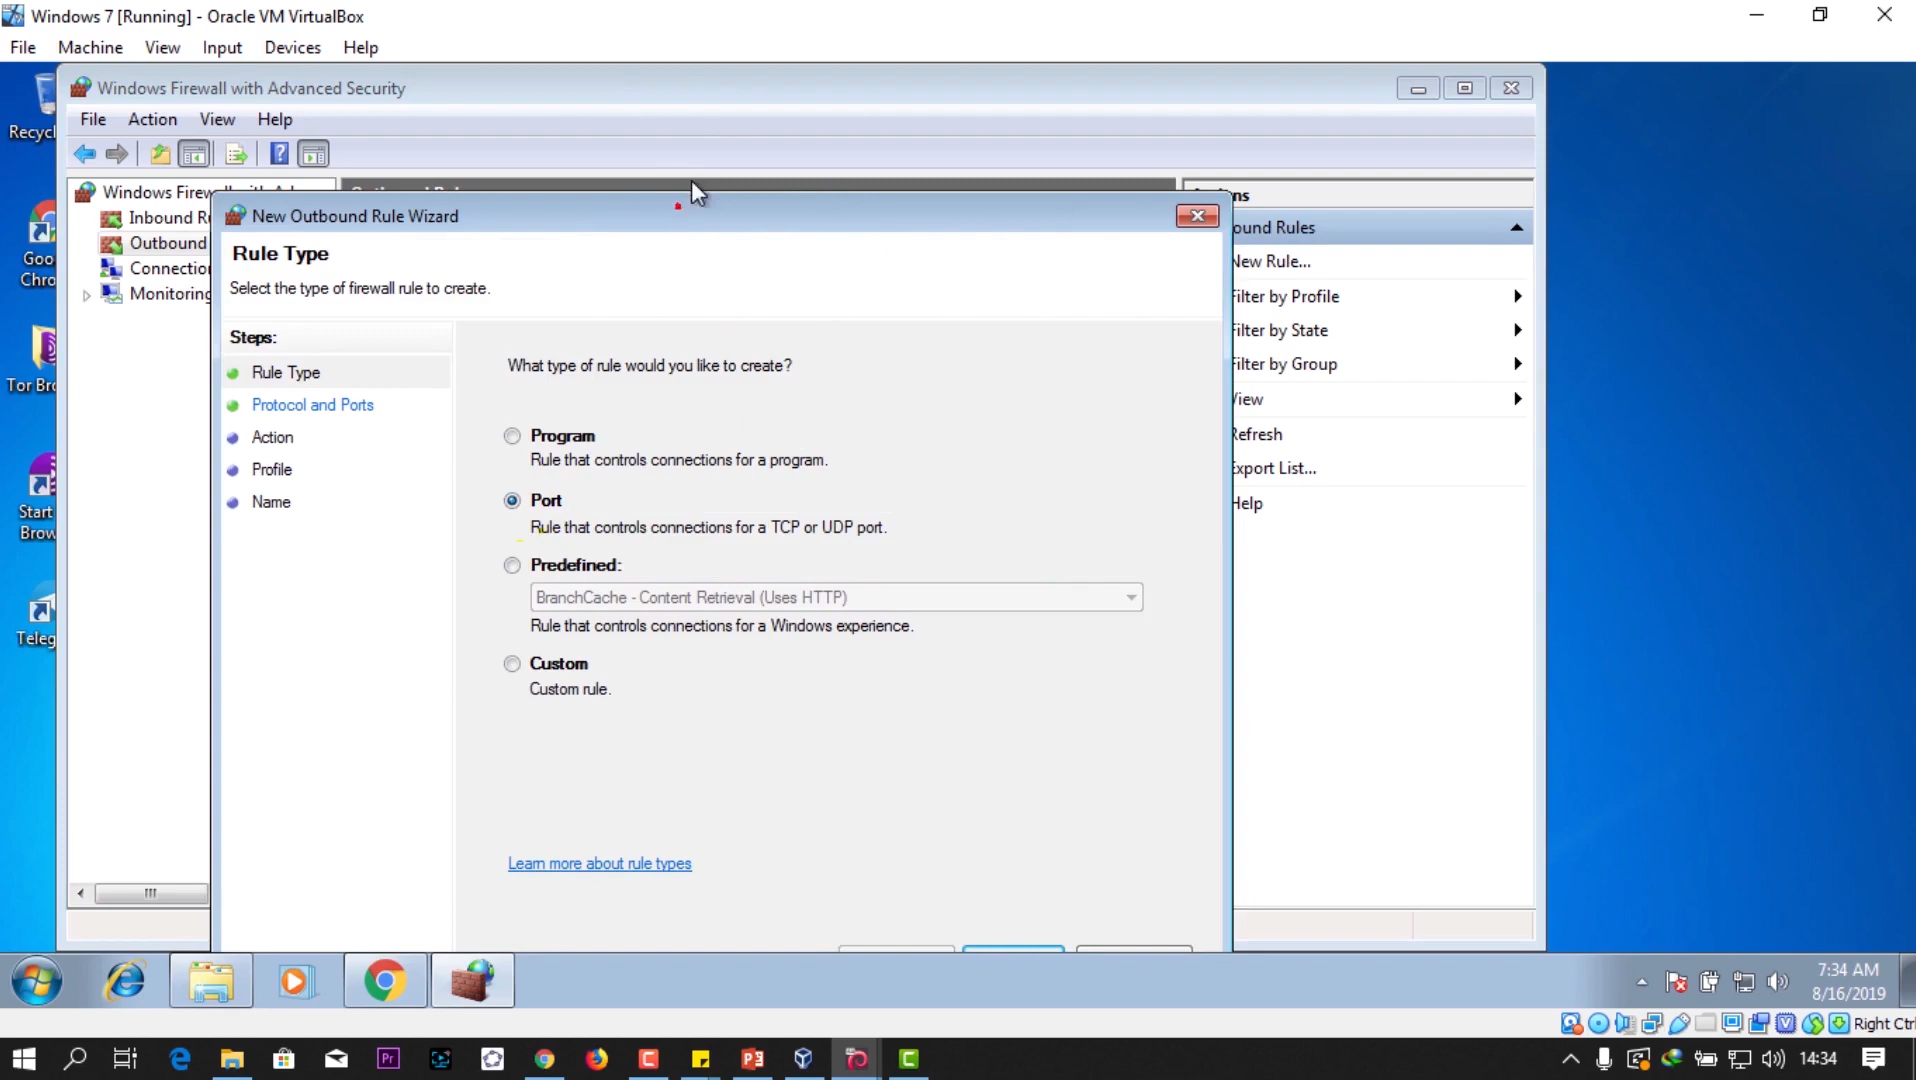 Windows 7 [Running] - Oracle VM VirtualBox
File Machine View Input Devices Help
Windows Firewall with Advanced Security
File Action View Help
Recycl
Goo
Chro
Tor Bro
Start
Brow
Teleg
Windows Firew
Inbound Ru
Outbound
Connection
Monitoring
New Outbound Rule Wizard
Rule Type
Select the type of firewall rule to create.
Steps:
Rule Type
Protocol and Ports
Action
Profile
Name
What type of rule would you like to create?
Program
Rule that controls connections for a program.
Port
Rule that controls connections for a TCP or UDP port.
Predefined:
BranchCache - Content Retrieval (Uses HTTP)
Rule that controls connections for a Windows experience.
Custom
Custom rule.
Learn more about rule types
ns
ound Rules
New Rule...
Filter by Profile
Filter by State
Filter by Group
View
Refresh
Export List...
Help
7:34 AM
8/16/2019
Right Ctrl
Pr
14:34